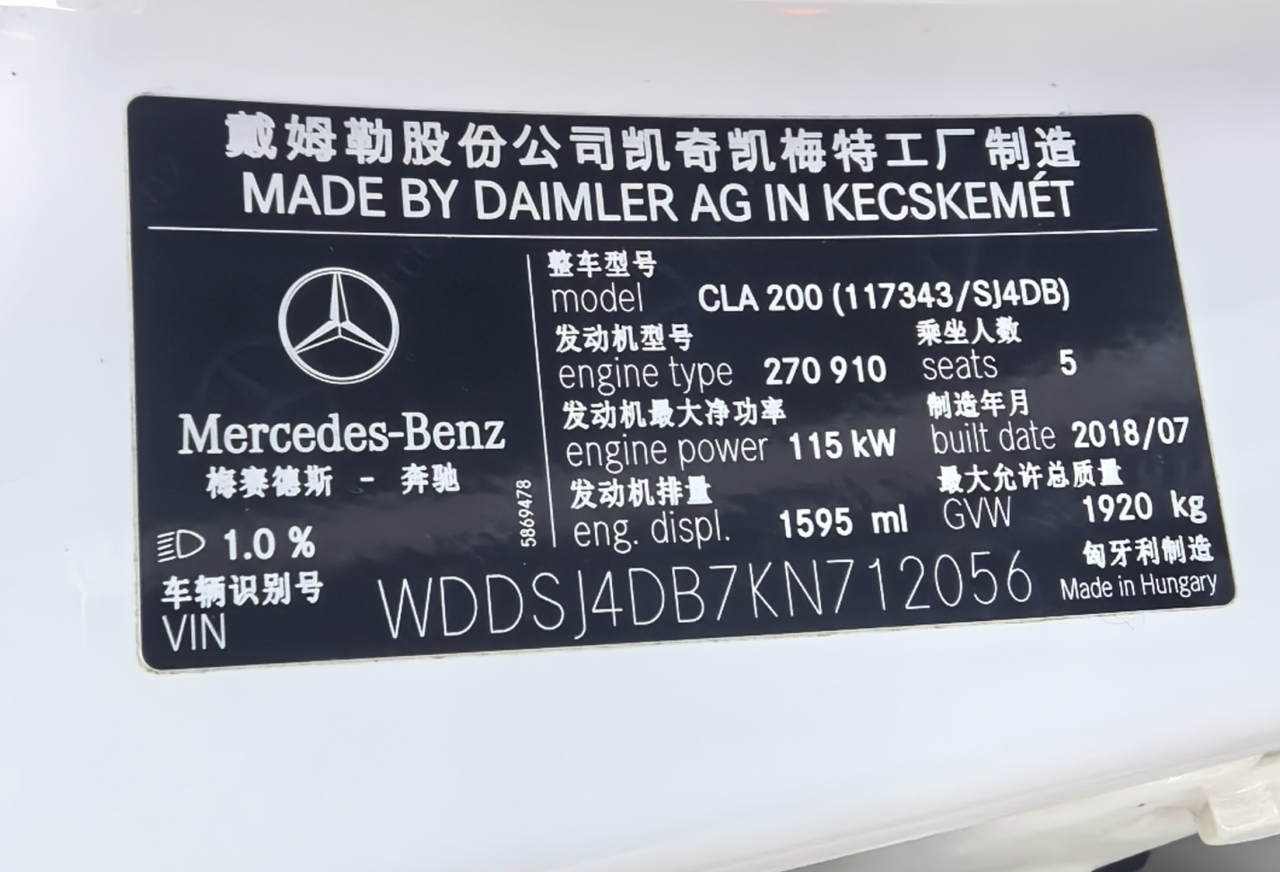 戴姆勒股份公司凯奇凯梅特工厂制造
MADE BY DAIMLER AG IN KECSKEMÉT
Mercedes-Benz
梅赛德斯 - 奔驰
1.0 %
5869478
整车型号
model CLA 200 (117343/SJ4DB)
发动机型号 乘坐人数
engine type 270 910 seats 5
发动机最大净功率 制造年月
engine power 115 kW built date 2018/07
发动机排量 最大允许总质量
eng. displ. 1595 ml GVW 1920 kg
匈牙利制造
Made in Hungary
车辆识别号
VIN WDDSJ4DB7KN712056